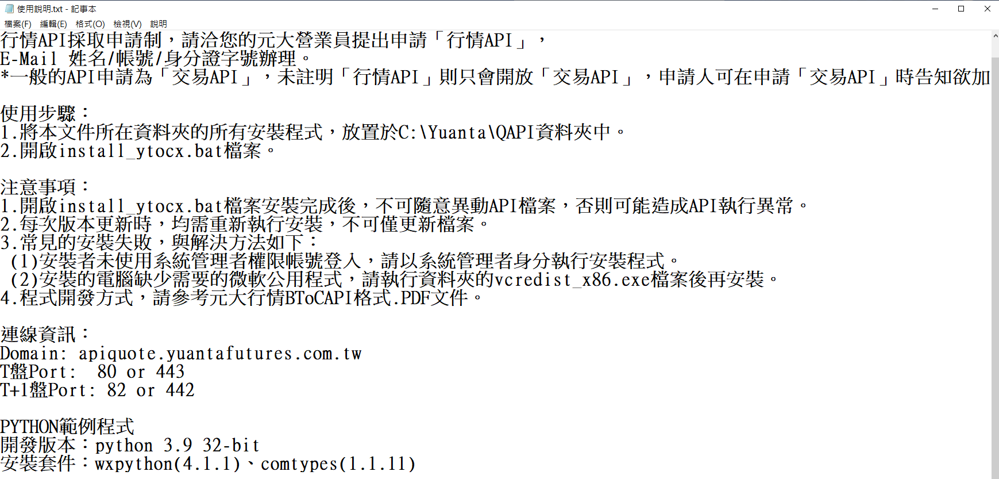 使用說明.txt - 記事本
檔案(F) 編輯(E) 格式(O) 檢視(V) 說明
行情API採取申請制，請洽您的元大營業員提出申請「行情API」，
E-Mail 姓名/帳號/身分證字號辦理。
*一般的API申請為「交易API」，未註明「行情API」則只會開放「交易API」，申請人可在申請「交易API」時告知欲加
使用步驟：
1.將本文件所在資料夾的所有安裝程式，放置於C:\Yuanta\QAPI資料夾中。
2.開啟install_ytocx.bat檔案。
注意事項：
1.開啟install_ytocx.bat檔案安裝完成後，不可隨意異動API檔案，否則可能造成API執行異常。
2.每次版本更新時，均需重新執行安裝，不可僅更新檔案。
3.常見的安裝失敗，與解決方法如下：
(1)安裝者未使用系統管理者權限帳號登入，請以系統管理者身分執行安裝程式。
(2)安裝的電腦缺少需要的微軟公用程式，請執行資料夾的vcredist_x86.exe檔案後再安裝。
4.程式開發方式，請參考元大行情BToCAPI格式.PDF文件。
連線資訊：
Domain: apiquote.yuantafutures.com.tw
T盤Port:  80 or 443
T+1盤Port: 82 or 442
PYTHON範例程式
開發版本：python 3.9 32-bit
安裝套件：wxpython(4.1.1)、comtypes(1.1.11)